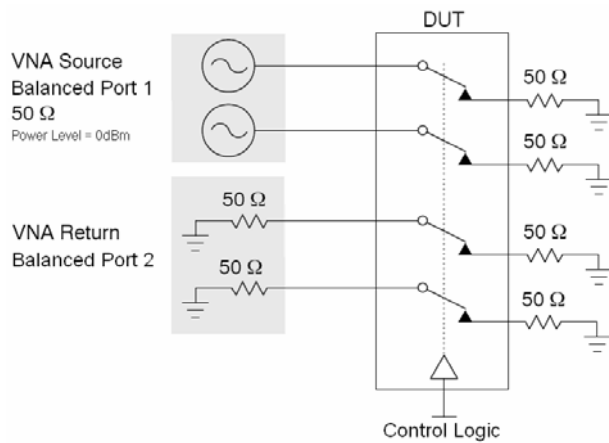 DUT
VNA Source
Balanced Port 1
50 Ω
Power Level = 0dBm
50 Ω
50 Ω
VNA Return
Balanced Port 2
50 Ω
50 Ω
50 Ω
50 Ω
Control Logic